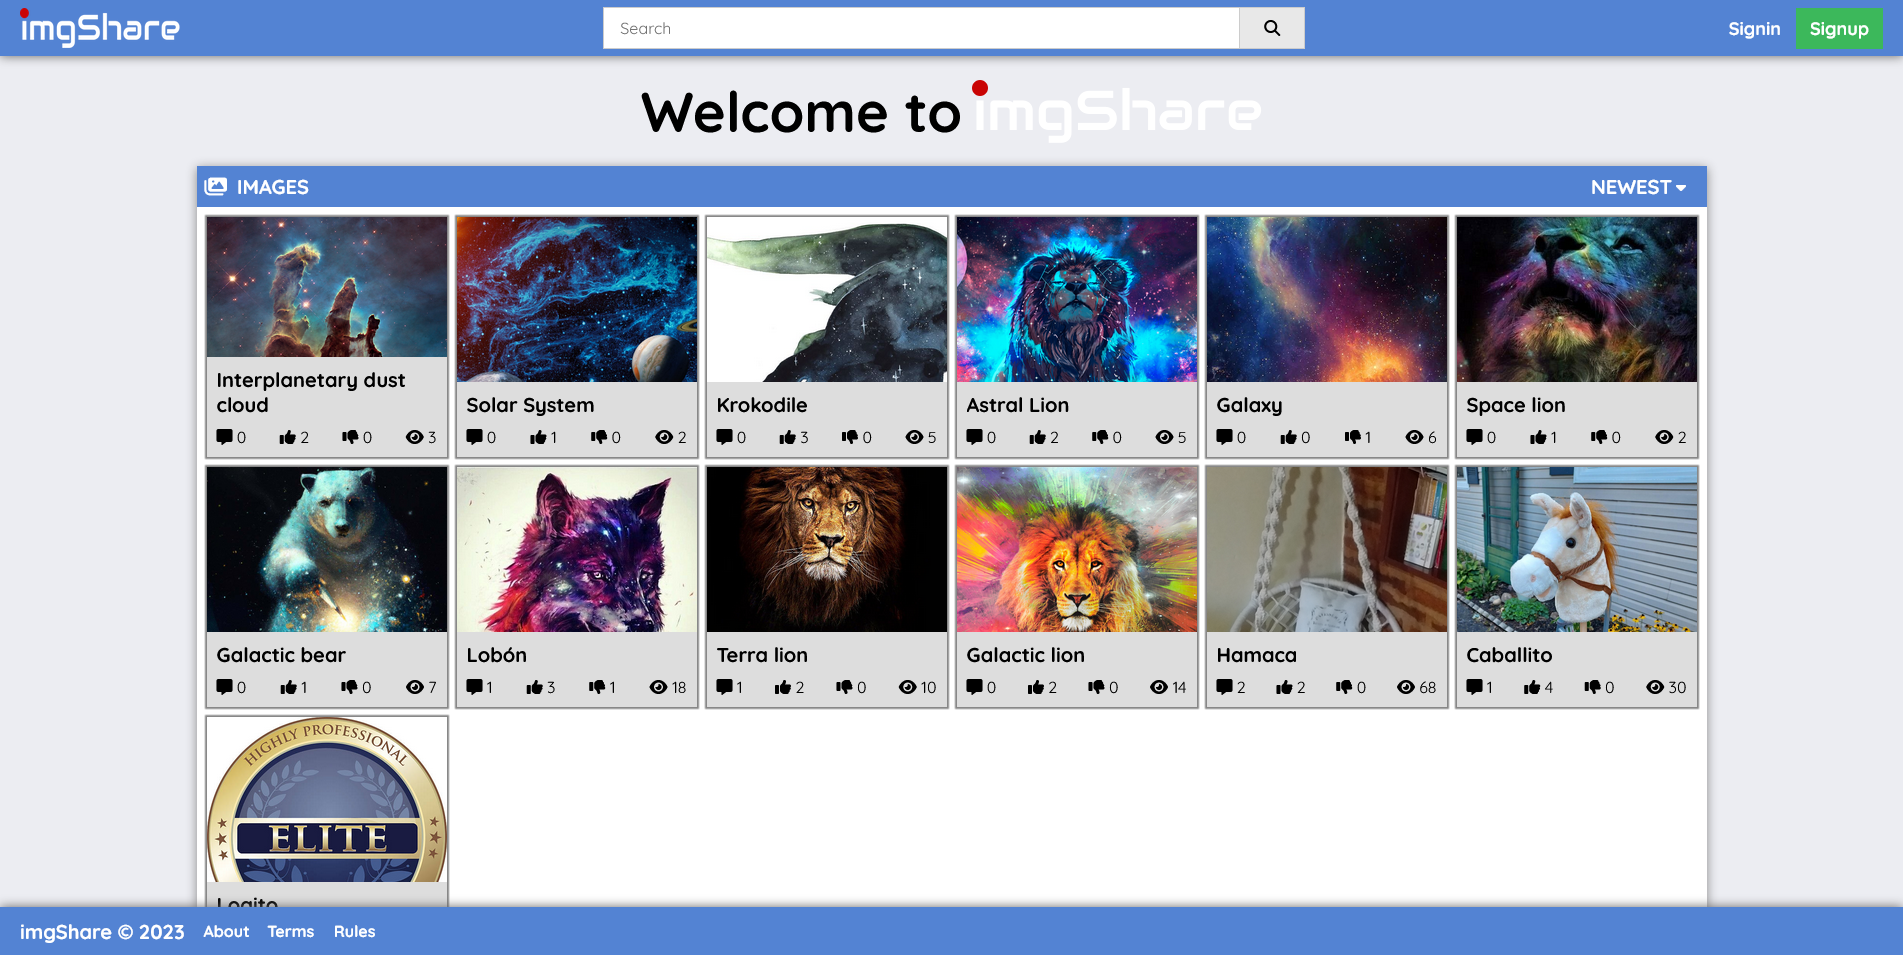 imgShare
Search
Signin
Signup
Welcome to imgShare
IMAGES
NEWEST
Interplanetary dust
cloud
0 2 0 3
Solar System
0 1 0 2
Krokodile
0 3 0 5
Astral Lion
0 2 0 5
Galaxy
0 0 1 6
Space lion
0 1 0 2
Galactic bear
0 1 0 7
Lobón
1 3 1 18
Terra lion
1 2 0 10
Galactic lion
0 2 0 14
Hamaca
2 2 0 68
Caballito
1 4 0 30
HIGHLY PROFESSIONAL
ELITE
Logito
imgShare © 2023
About
Terms
Rules